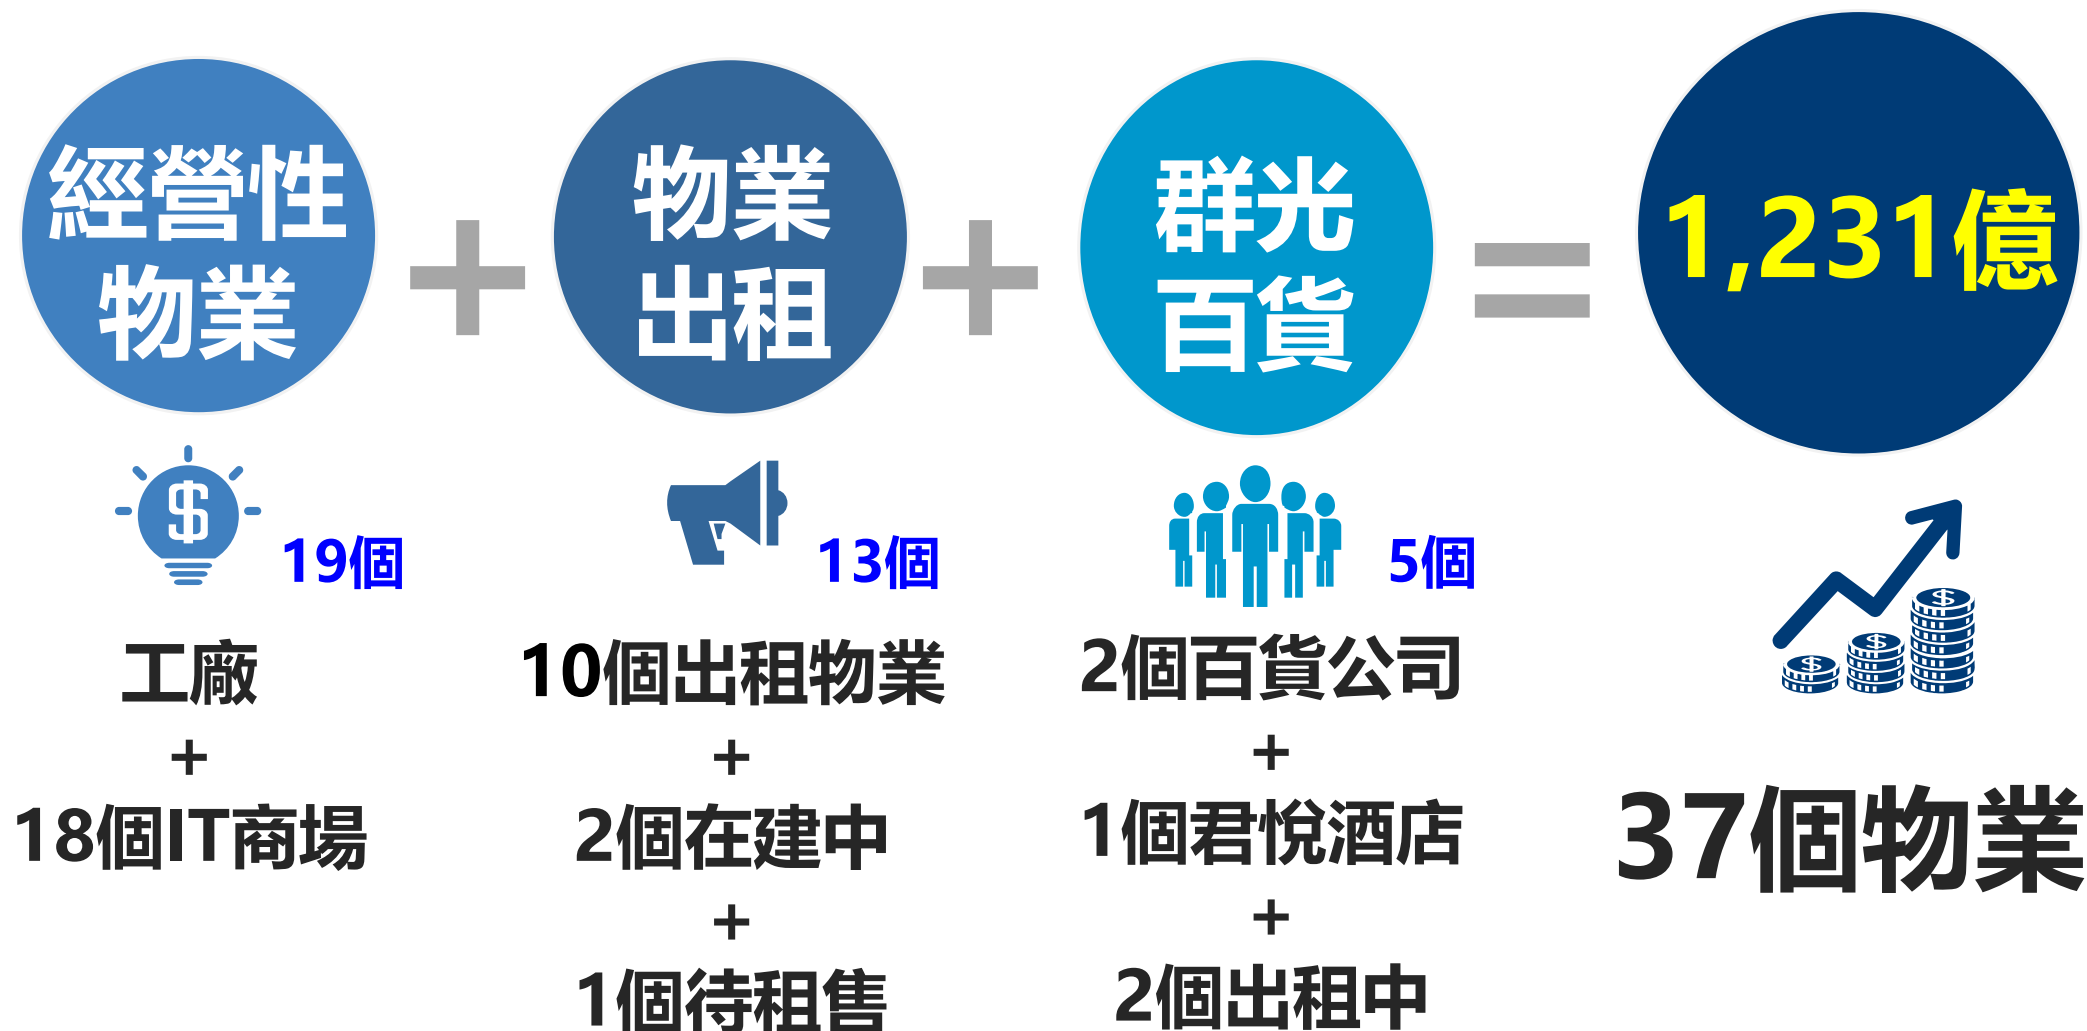 經營性
物業
+
物業
出租
+
群光
百貨
=
1,231億
19個
13個
5個
工廠
+
18個IT商場
10個出租物業
+
2個在建中
+
1個待租售
2個百貨公司
+
1個君悅酒店
+
2個出租中
37個物業